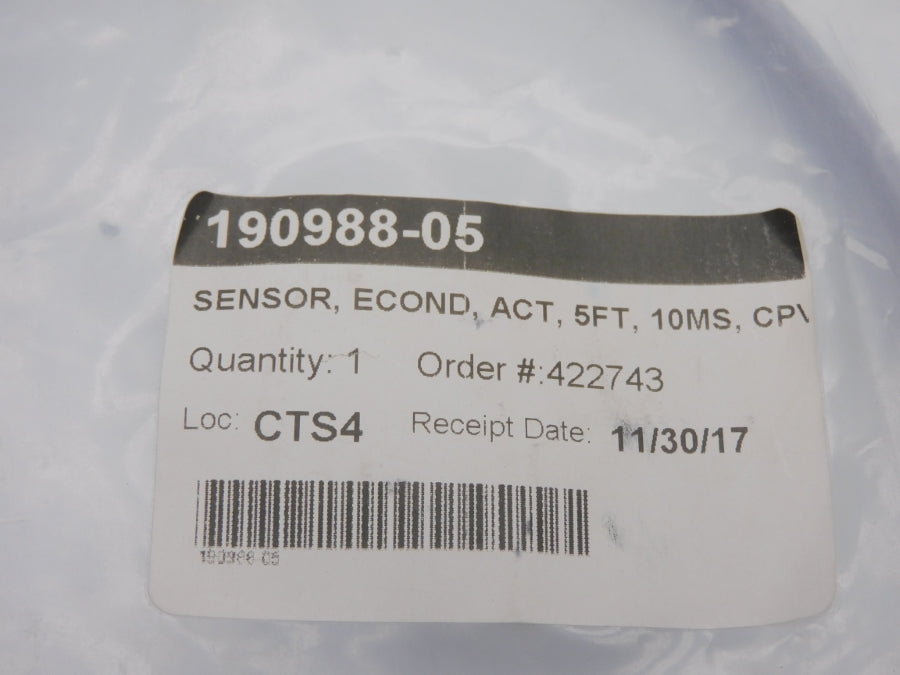 190988-05
SENSOR, ECOND, ACT, 5FT, 10MS, CPV
Quantity: 1 Order #:422743
Loc: CTS4 Receipt Date: 11/30/17
190988-05